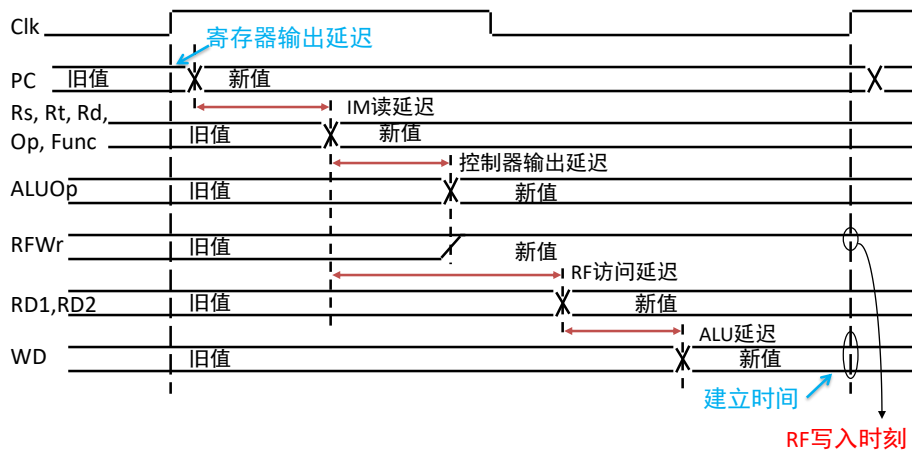 Clk
寄存器输出延迟
PC 旧值 新值
Rs, Rt, Rd, IM读延迟
Op, Func 旧值 新值
控制器输出延迟
ALUOp 旧值 新值
RFWr 旧值 新值
RF访问延迟
RD1,RD2 旧值 新值
ALU延迟
WD 旧值 新值
建立时间
RF写入时刻